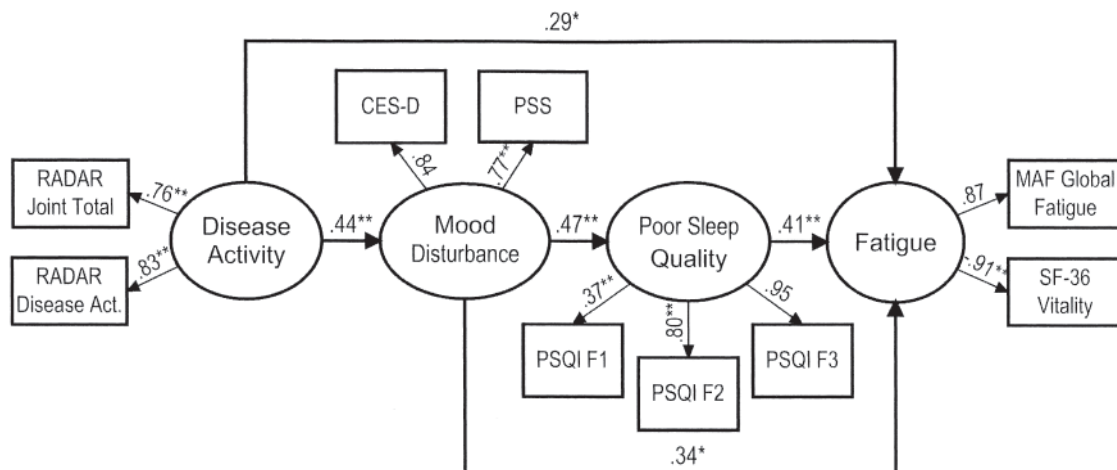 .29*
CES-D
PSS
.84
.77**
RADAR
Joint Total
.76**
RADAR
Disease Act.
.83**
Disease
Activity
.44**
Mood
Disturbance
.47**
Poor Sleep
Quality
.41**
Fatigue
.87
MAF Global
Fatigue
-.91**
SF-36
Vitality
.37**
.80**
.95
PSQI F1
PSQI F2
PSQI F3
.34*